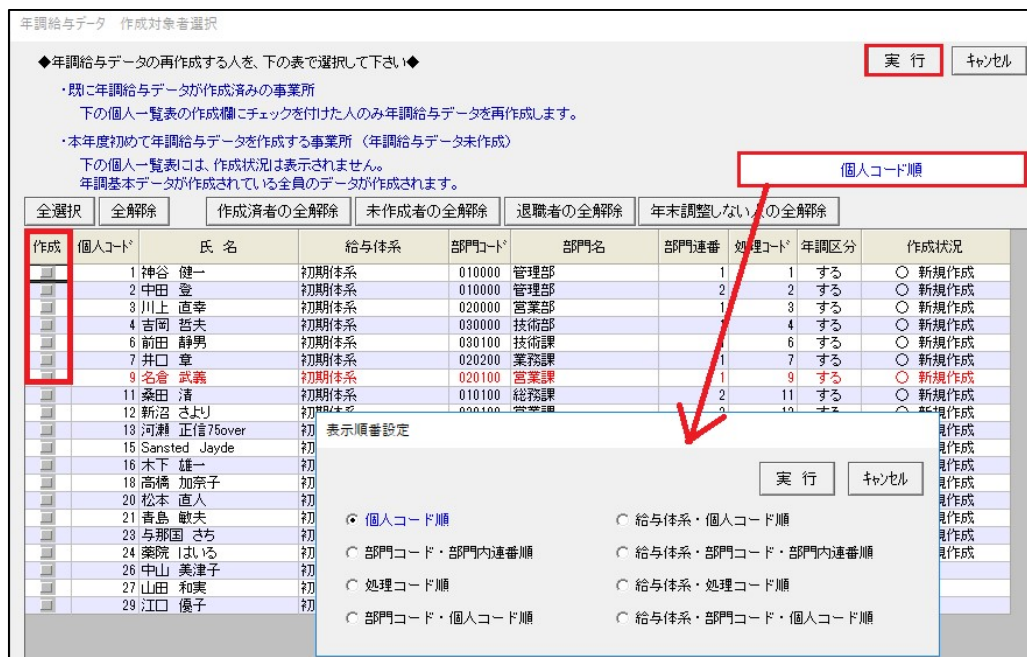 年調給与データ 作成対象者選択
◆年調給与データの再作成する人を、下の表で選択して下さい◆
実 行 キャンセル
・既に年調給与データが作成済みの事業所
下の個人一覧表の作成欄にチェックを付けた人のみ年調給与データを再作成します。
・本年度初めて年調給与データを作成する事業所（年調給与データ未作成）
下の個人一覧表には、作成状況は表示されません。
年調基本データが作成されている全員のデータが作成されます。
個人コード順
全選択 全解除 作成済者の全解除 未作成者の全解除 退職者の全解除 年末調整しない人の全解除
作成 個人コード 氏 名 給与体系 部門コード 部門名 部門連番 処理コード 年調区分 作成状況
1 神谷 健一 初期体系 010000 管理部 1 1 する ○ 新規作成
2 中田 登 初期体系 010000 管理部 2 2 する ○ 新規作成
3 川上 直幸 初期体系 020000 営業部 1 3 する ○ 新規作成
4 吉岡 哲夫 初期体系 030000 技術部 4 する ○ 新規作成
6 前田 静男 初期体系 030100 技術課 6 する ○ 新規作成
7 井口 章 初期体系 020200 業務課 1 7 する ○ 新規作成
9 名倉 武義 初期体系 020100 営業課 1 9 する ○ 新規作成
11 桑田 清 初期体系 010100 総務課 2 11 する ○ 新規作成
12 新沼 さより
13 河瀬 正信75over 初
15 Sansted Jayde 初
16 木下 雄一 初
18 高橋 加奈子 初
20 松本 直人 初
21 青島 敏夫 初
23 与那国 さち 初
24 薬院 はいる 初
26 中山 美津子 初
27 山田 和実 初
29 江口 優子 初
表示順番設定
実 行 キャンセル
個人コード順 給与体系・個人コード順
部門コード・部門内連番順 給与体系・部門コード・部門内連番順
処理コード順 給与体系・処理コード順
部門コード・個人コード順 給与体系・部門コード・個人コード順